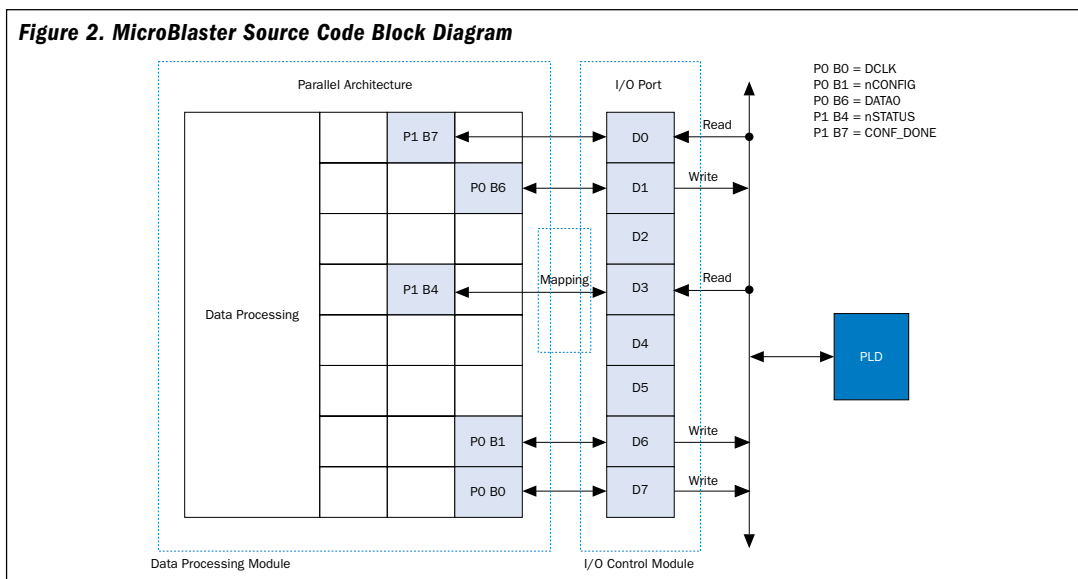 Figure 2. MicroBlaster Source Code Block Diagram
Parallel Architecture
I/O Port
P0 B0 = DCLK
P0 B1 = nCONFIG
P0 B6 = DATA0
P1 B4 = nSTATUS
P1 B7 = CONF_DONE
P1 B7
D0
Read
P0 B6
D1
Write
D2
Mapping
P1 B4
D3
Read
Data Processing
D4
PLD
D5
P0 B1
D6
Write
P0 B0
D7
Write
Data Processing Module
I/O Control Module